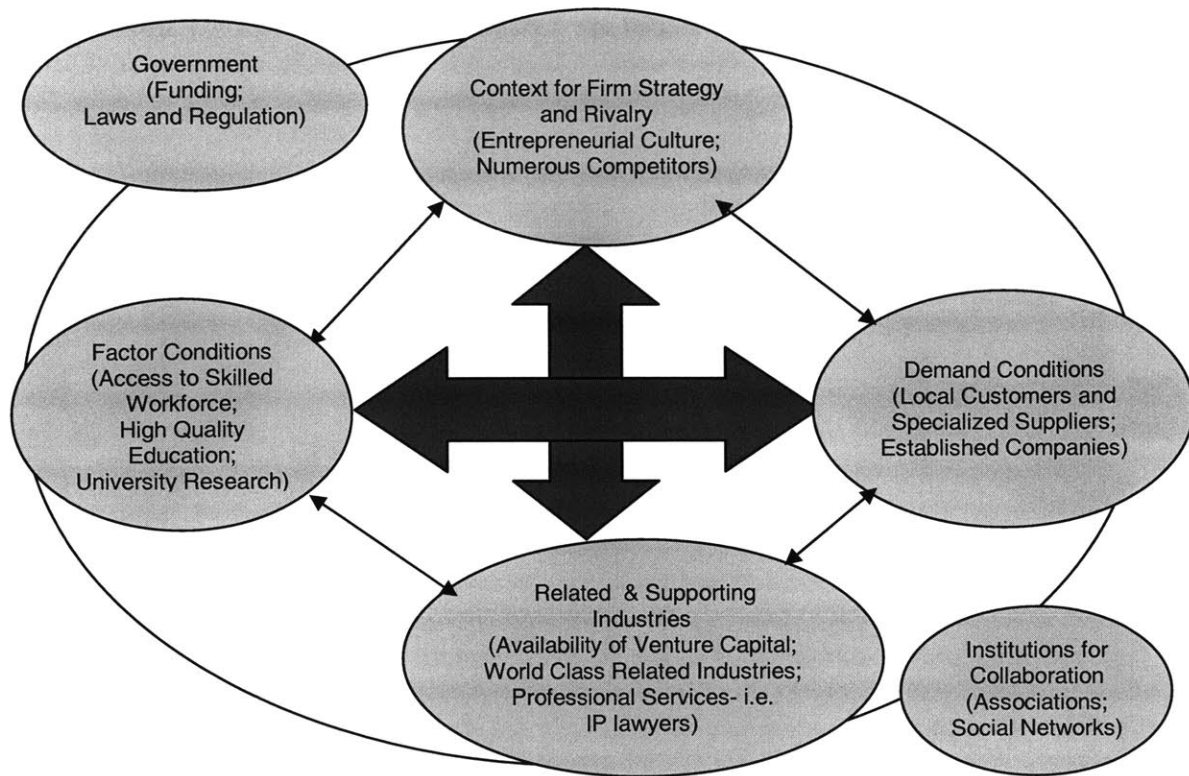 Government
(Funding;
Laws and Regulation)
Context for Firm Strategy
and Rivalry
(Entrepreneurial Culture;
Numerous Competitors)
Factor Conditions
(Access to Skilled
Workforce;
High Quality
Education;
University Research)
Demand Conditions
(Local Customers and
Specialized Suppliers;
Established Companies)
Related & Supporting
Industries
(Availability of Venture Capital;
World Class Related Industries;
Professional Services- i.e.
IP lawyers)
Institutions for
Collaboration
(Associations;
Social Networks)